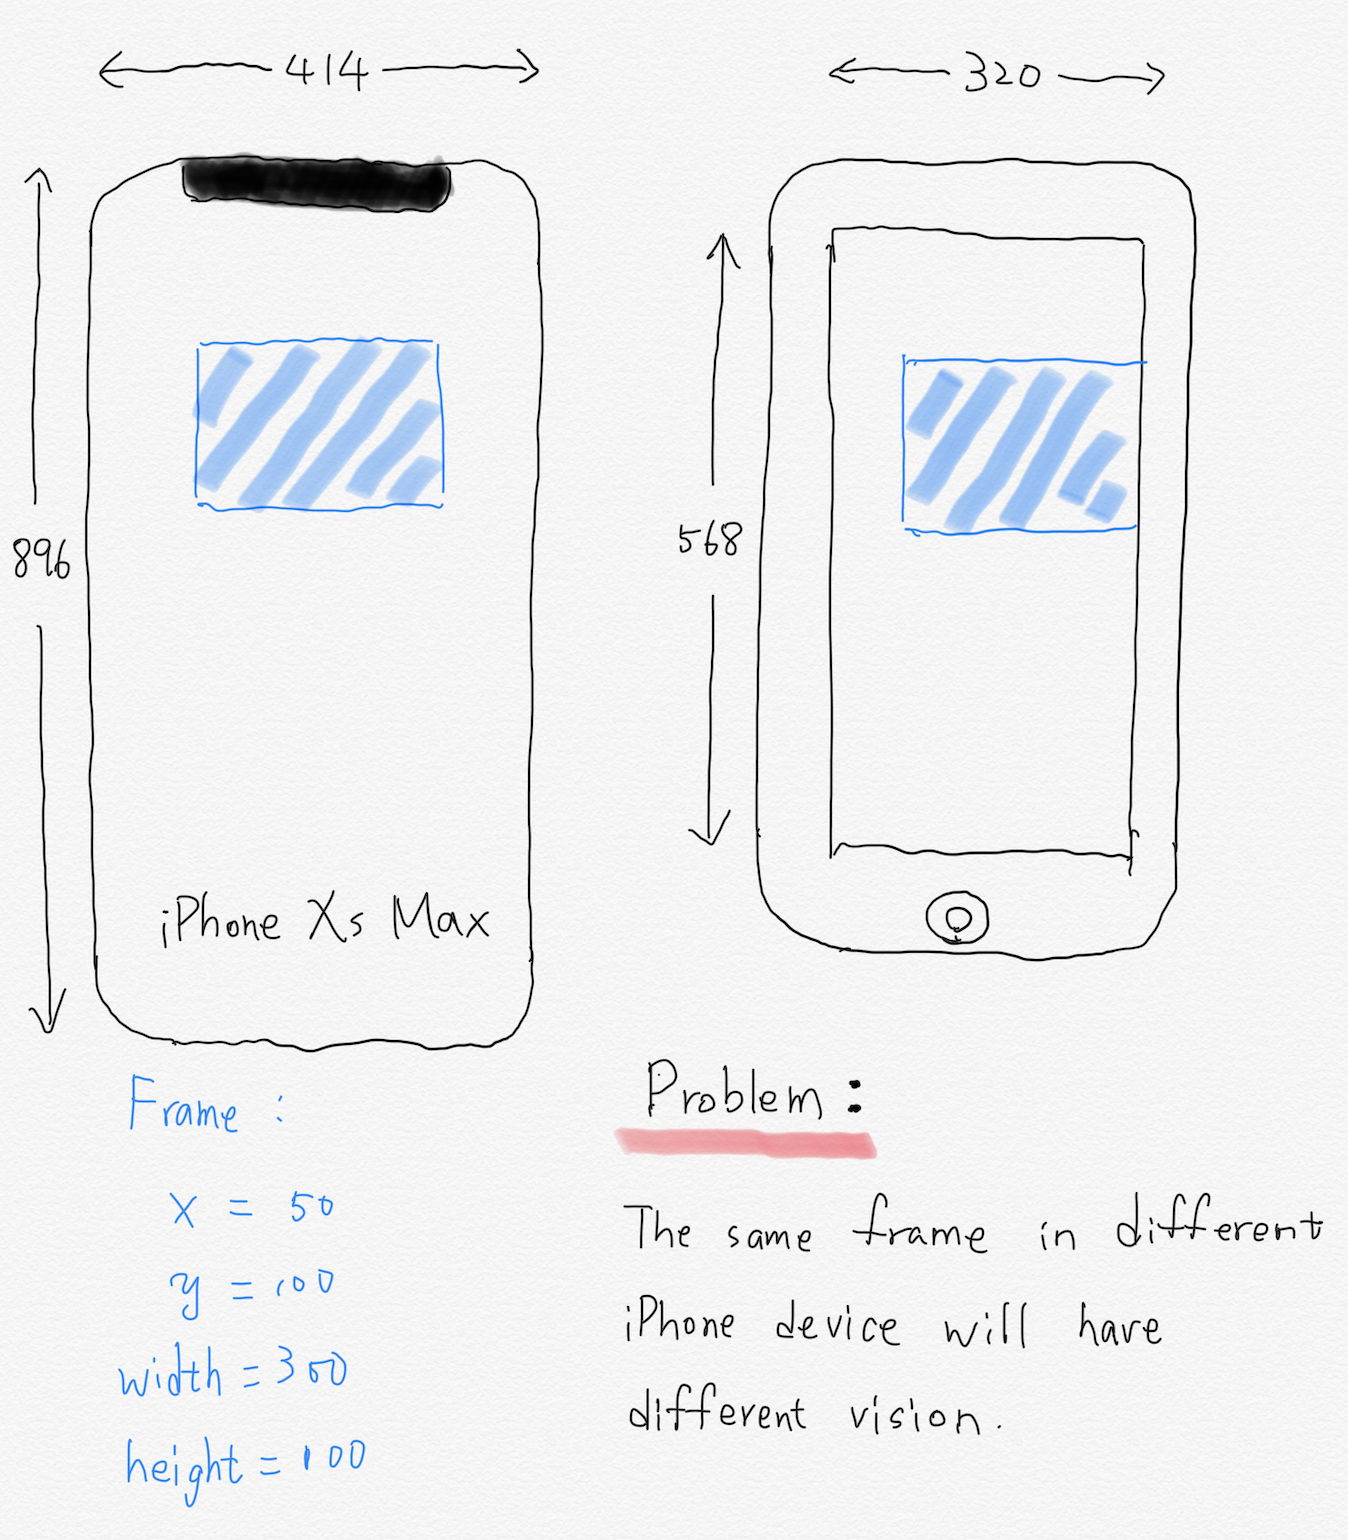 414
320
896
568
iPhone Xs Max
Frame :
x = 50
y = 100
width = 300
height = 100
Problem :
The same frame in different
iPhone device will have
different vision.